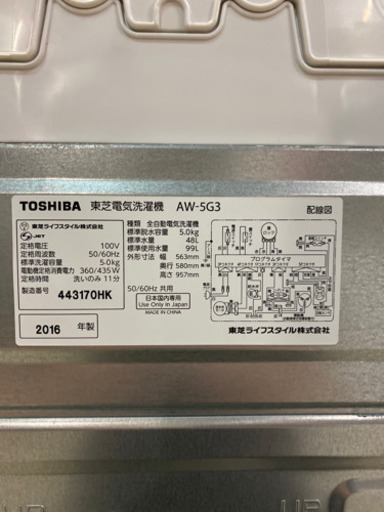 TOSHIBA 東芝電気洗濯機 AW-5G3
配線図
東芝ライフスタイル株式会社
JET
定格電圧 100V
定格周波数 50/60Hz
標準洗濯容量 5.0kg
電動機定格消費電力 360/435W
定格時間 洗いのみ 11分
製造番号 443170HK
種類 全自動電気洗濯機
標準脱水容量 5.0kg
標準水量 48L
標準使用水量 99L
外形寸法 幅 563mm
奥行 580mm
高さ 957mm
50/60Hz 共用
日本国内専用
Use Only in Japan
MADE IN CHINA
プログラムタイマ
2016 年製
東芝ライフスタイル株式会社
UP